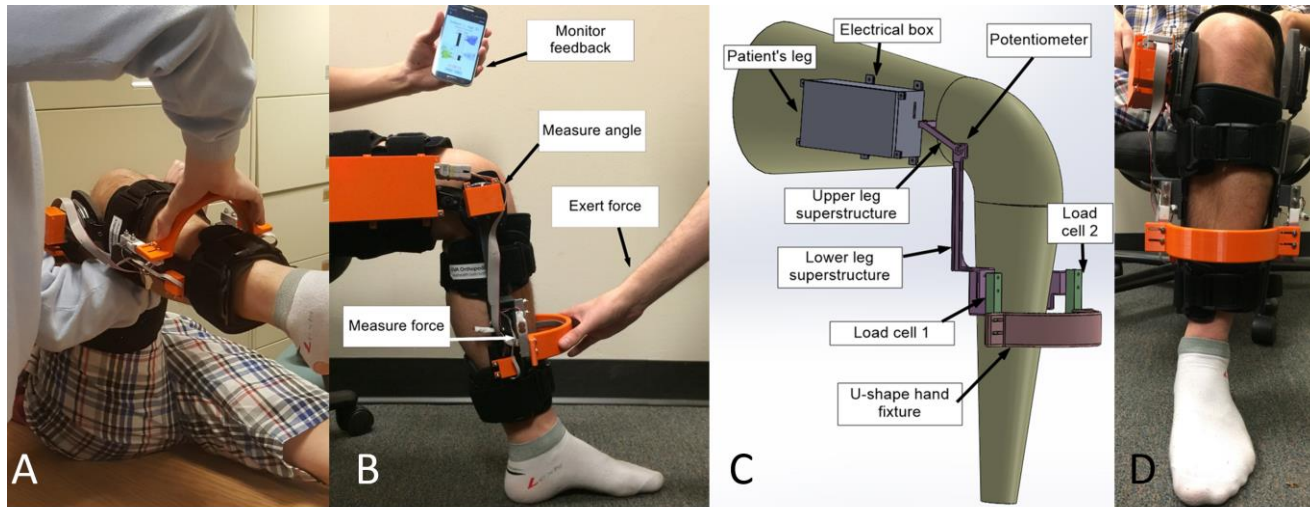 A
Monitor
feedback
Measure angle
Exert force
Measure force
B
Electrical box
Potentiometer
Patient's leg
Upper leg
superstructure
Load
cell 2
Lower leg
superstructure
Load cell 1
U-shape hand
fixture
C
D